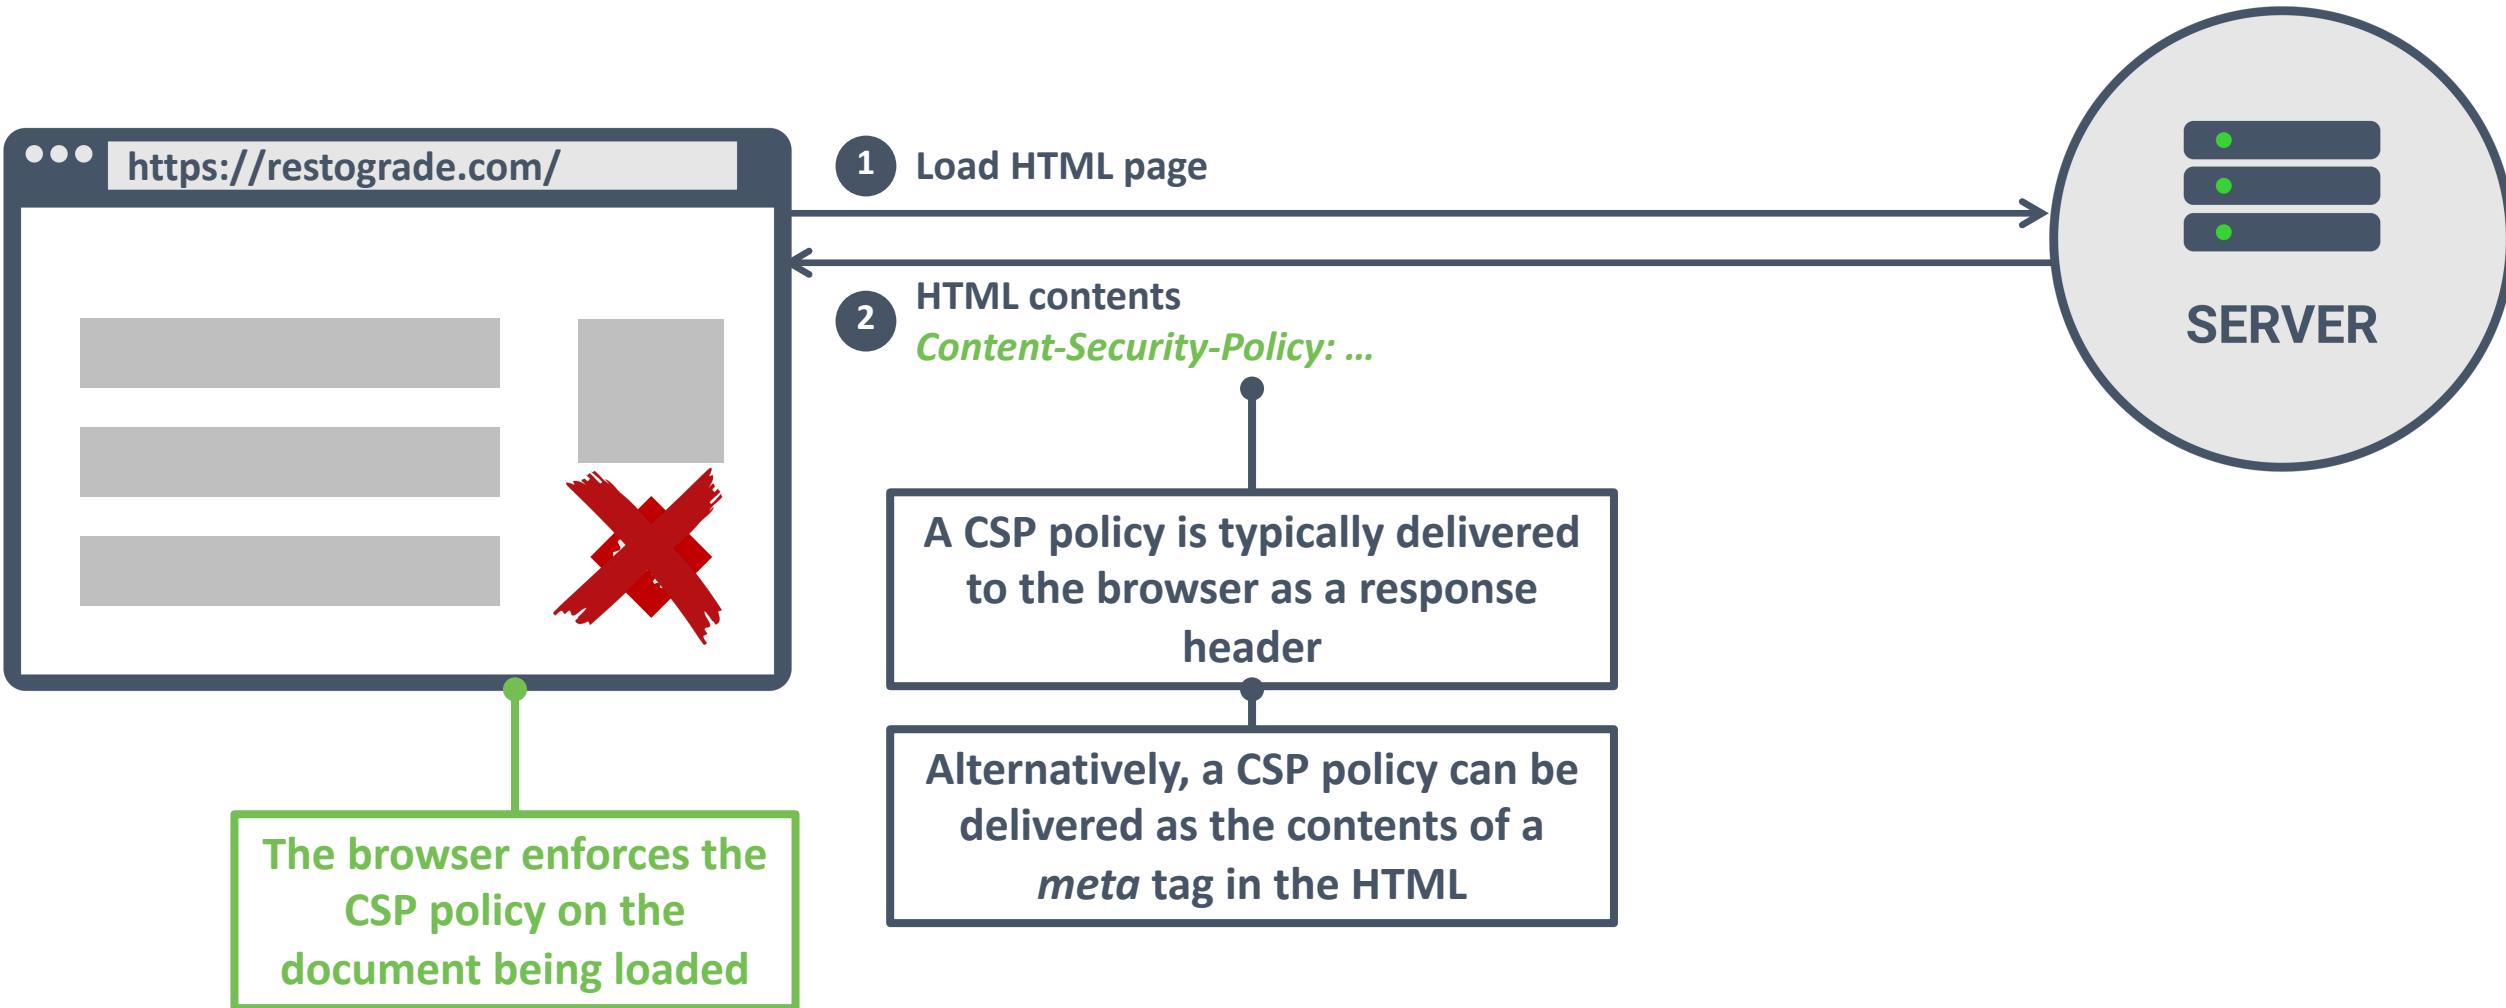 https://restograde.com/
1 Load HTML page
2 HTML contents
Content-Security-Policy: ...
SERVER
A CSP policy is typically delivered
to the browser as a response
header
Alternatively, a CSP policy can be
delivered as the contents of a
meta tag in the HTML
The browser enforces the
CSP policy on the
document being loaded